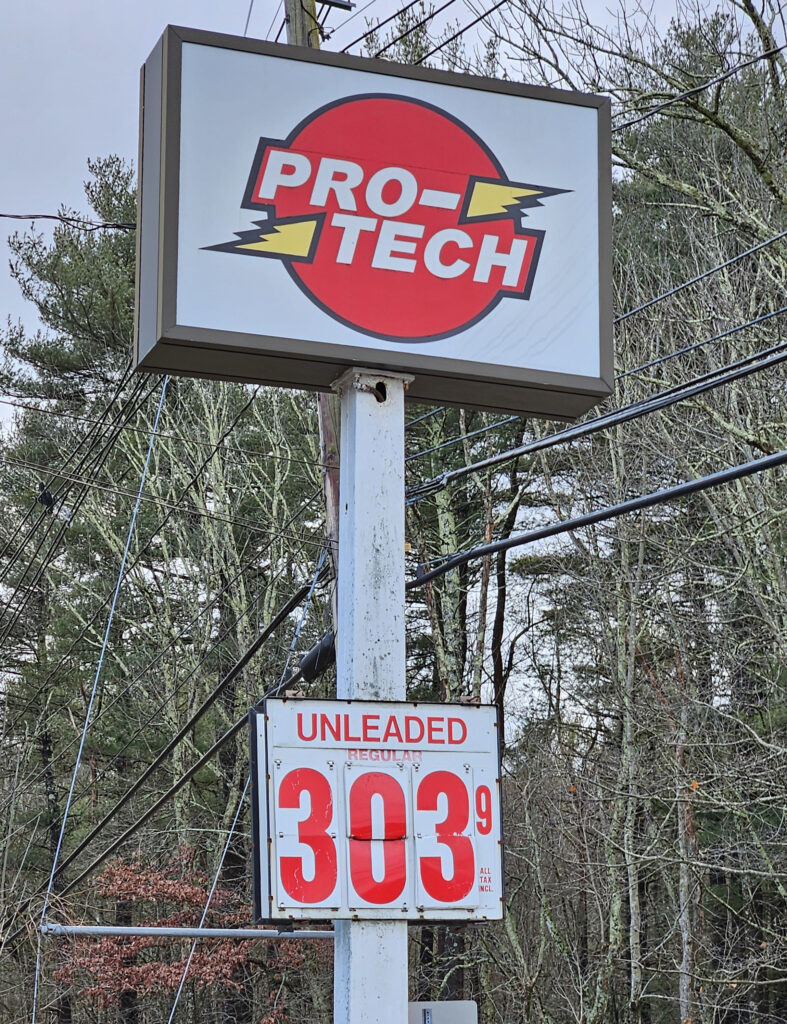 PRO-
TECH
UNLEADED
REGULAR
303 9
ALL
TAX
INCL.